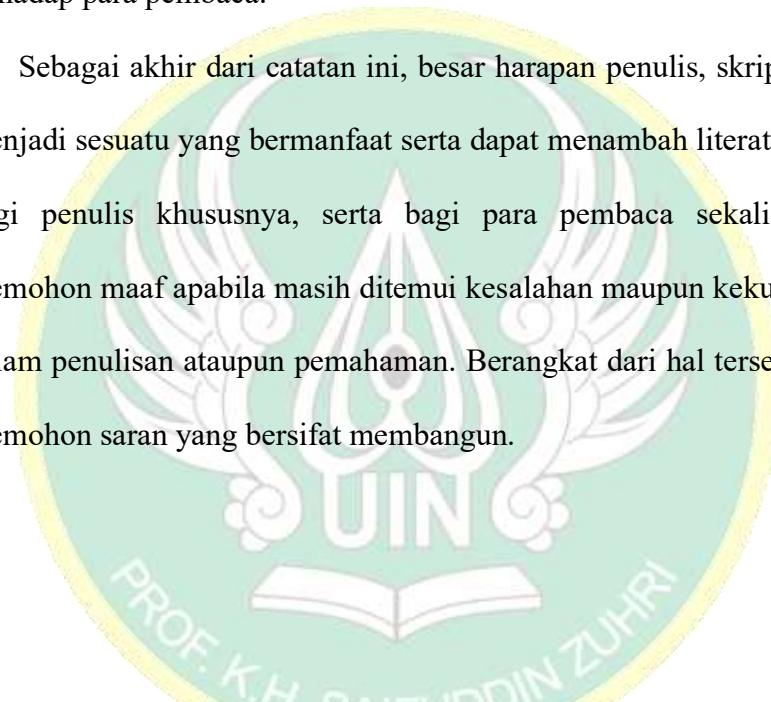 para pembaca.
Sebagai akhir dari catatan ini, besar harapan penulis, skrip
enjadi sesuatu yang bermanfaat serta dapat menambah literat
gi penulis khususnya, serta bagi para pembaca sekali
emohon maaf apabila masih ditemui kesalahan maupun keku
lam penulisan ataupun pemahaman. Berangkat dari hal terse
emohon saran yang bersifat membangun.
UIN
PROF. K.H. SAIFUDDIN ZUHRI